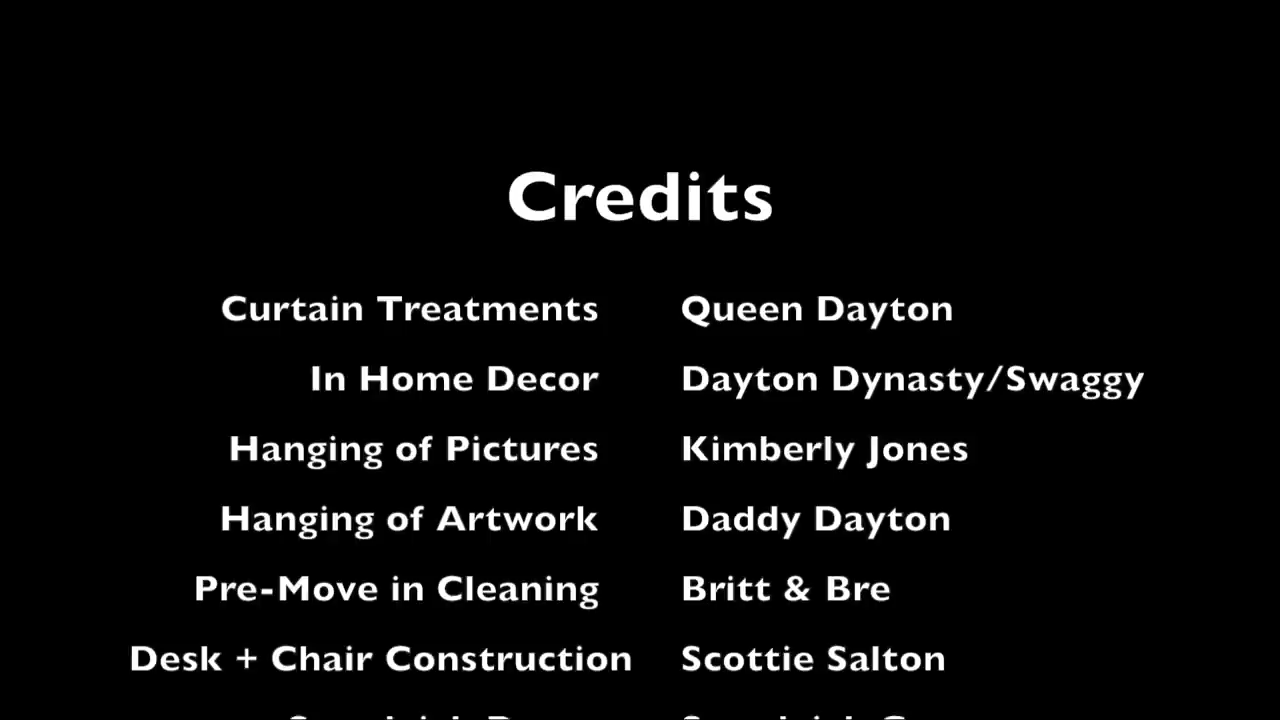 Credits
Curtain Treatments Queen Dayton
In Home Decor Dayton Dynasty/Swaggy
Hanging of Pictures Kimberly Jones
Hanging of Artwork Daddy Dayton
Pre-Move in Cleaning Britt & Bre
Desk + Chair Construction Scottie Salton